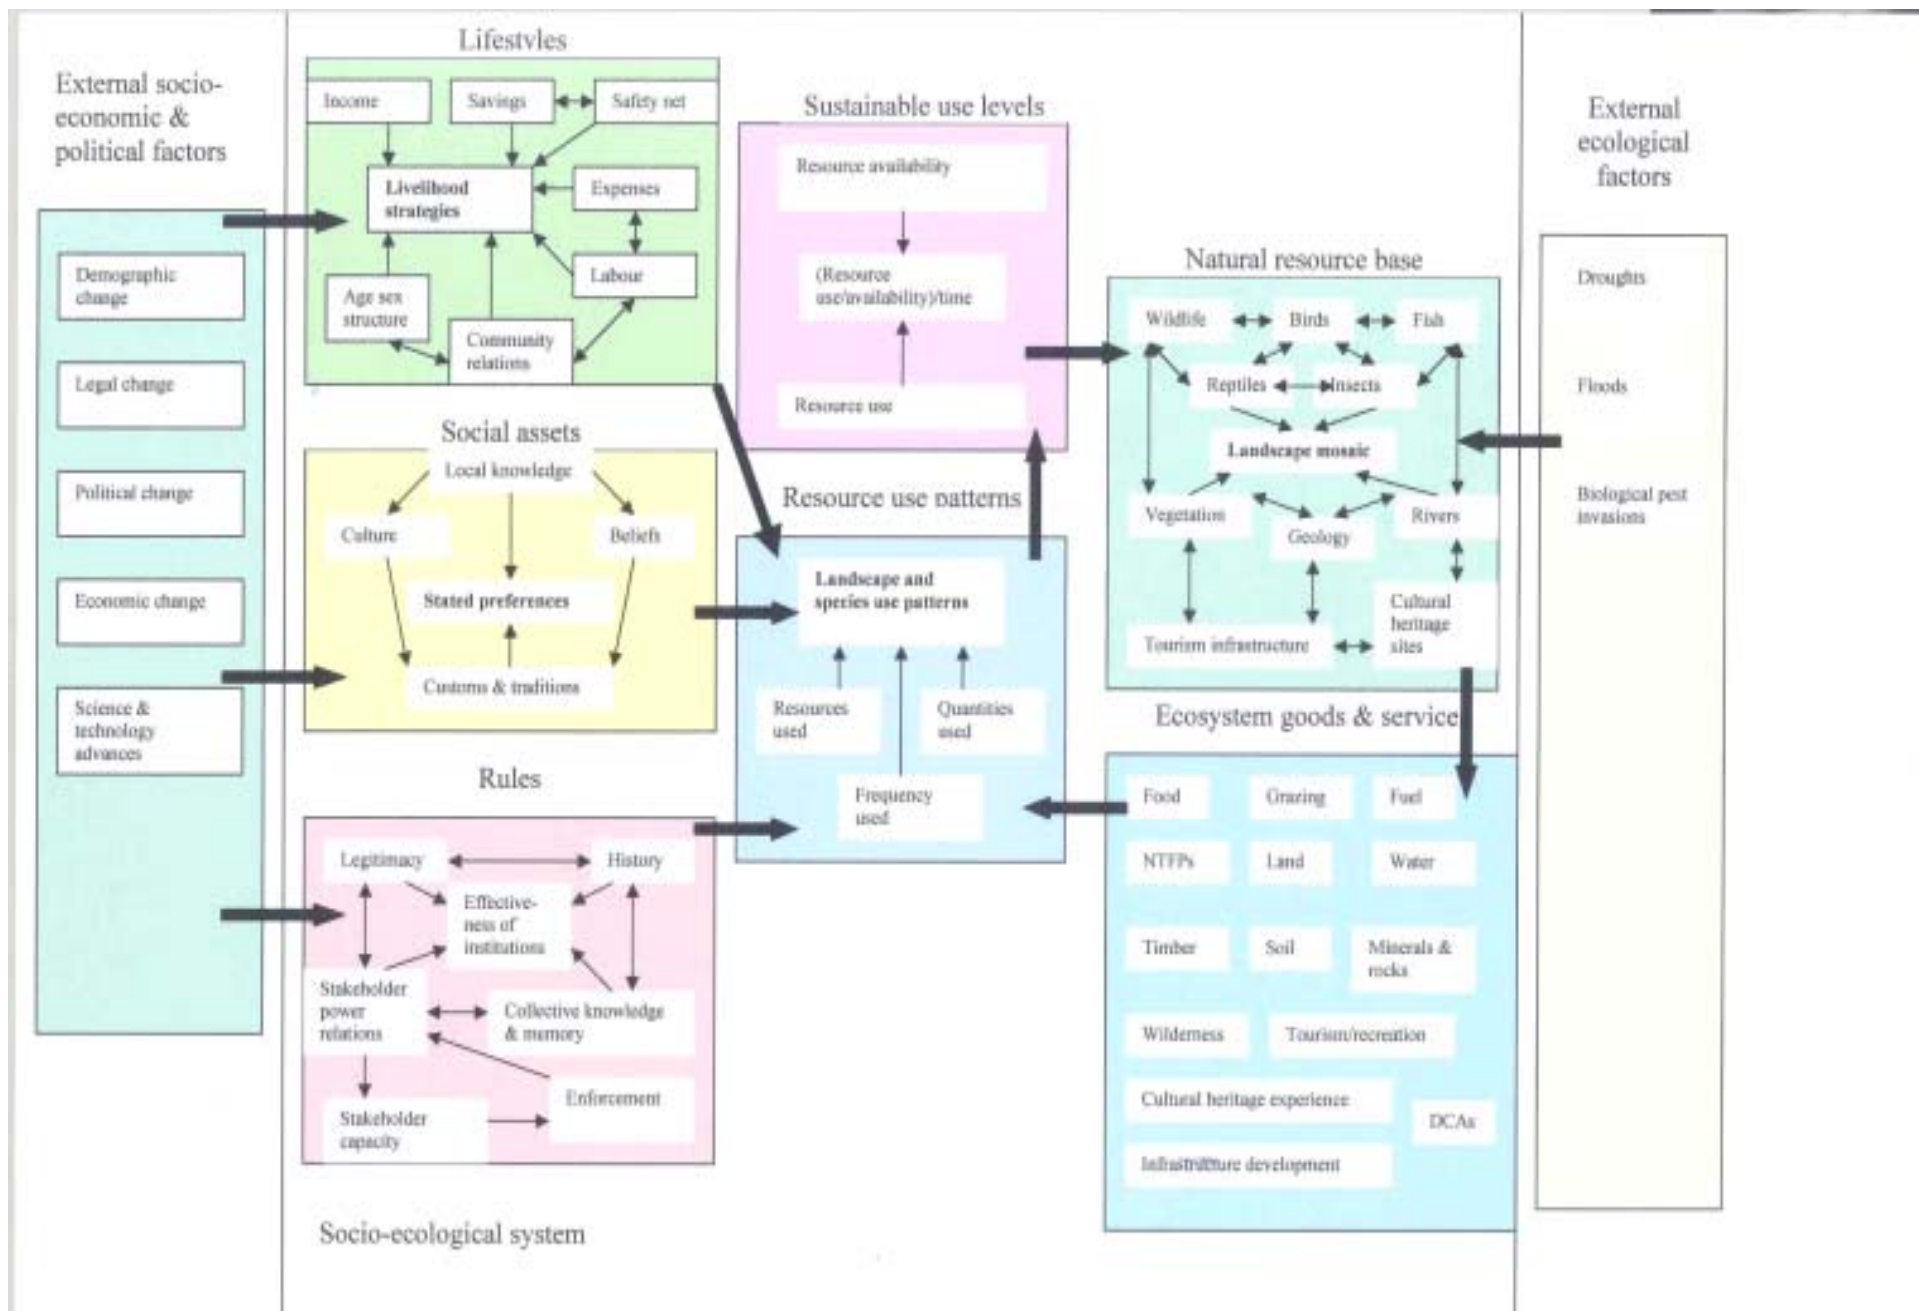 External socio-
economic &
political factors
Demographic
change
Legal change
Political change
Economic change
Science &
technology
advances
Lifestyles
Income
Savings
Safety net
Livelihood
strategies
Expenses
Labour
Age sex
structure
Community
relations
Social assets
Local knowledge
Culture
Beliefs
Stated preferences
Customs & traditions
Rules
Legitimacy
History
Effective-
ness of
institutions
Stakeholder
power
relations
Collective knowledge
& memory
Enforcement
Stakeholder
capacity
Socio-ecological system
Sustainable use levels
Resource availability
(Resource
use/availability)/time
Resource use
Resource use patterns
Landscape and
species use patterns
Resources
used
Quantities
used
Frequency
used
Natural resource base
Wildlife
Birds
Fish
Reptiles
Insects
Landscape mosaic
Vegetation
Geology
Rivers
Cultural
heritage
sites
Tourism infrastructure
Ecosystem goods & service
Food
Grazing
Fuel
NTFPs
Land
Water
Timber
Soil
Minerals &
rocks
Wilderness
Tourism/recreation
Cultural heritage experience
DCAs
Infrastructure development
External
ecological
factors
Droughts
Floods
Biological pest
invasions